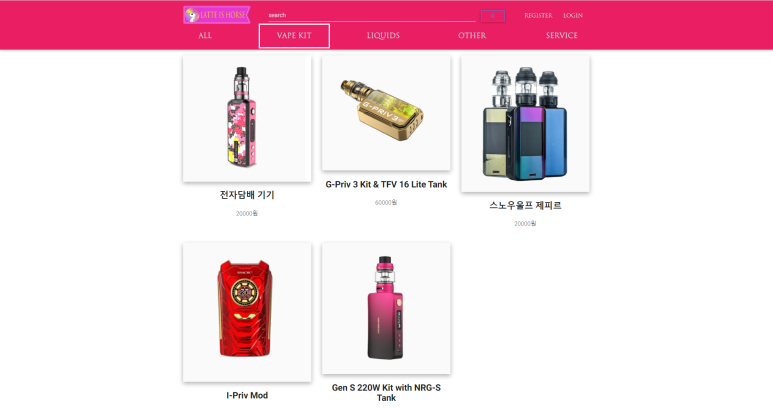 LATTE IS HORSE
search
REGISTER
LOGIN
ALL
VAPE KIT
LIQUIDS
OTHER
SERVICE
G-PRIV3
전자담배 기기
20000원
G-Priv 3 Kit & TFV 16 Lite Tank
60000원
스노우울프 제피르
20000원
I-Priv Mod
Gen S 220W Kit with NRG-S
Tank